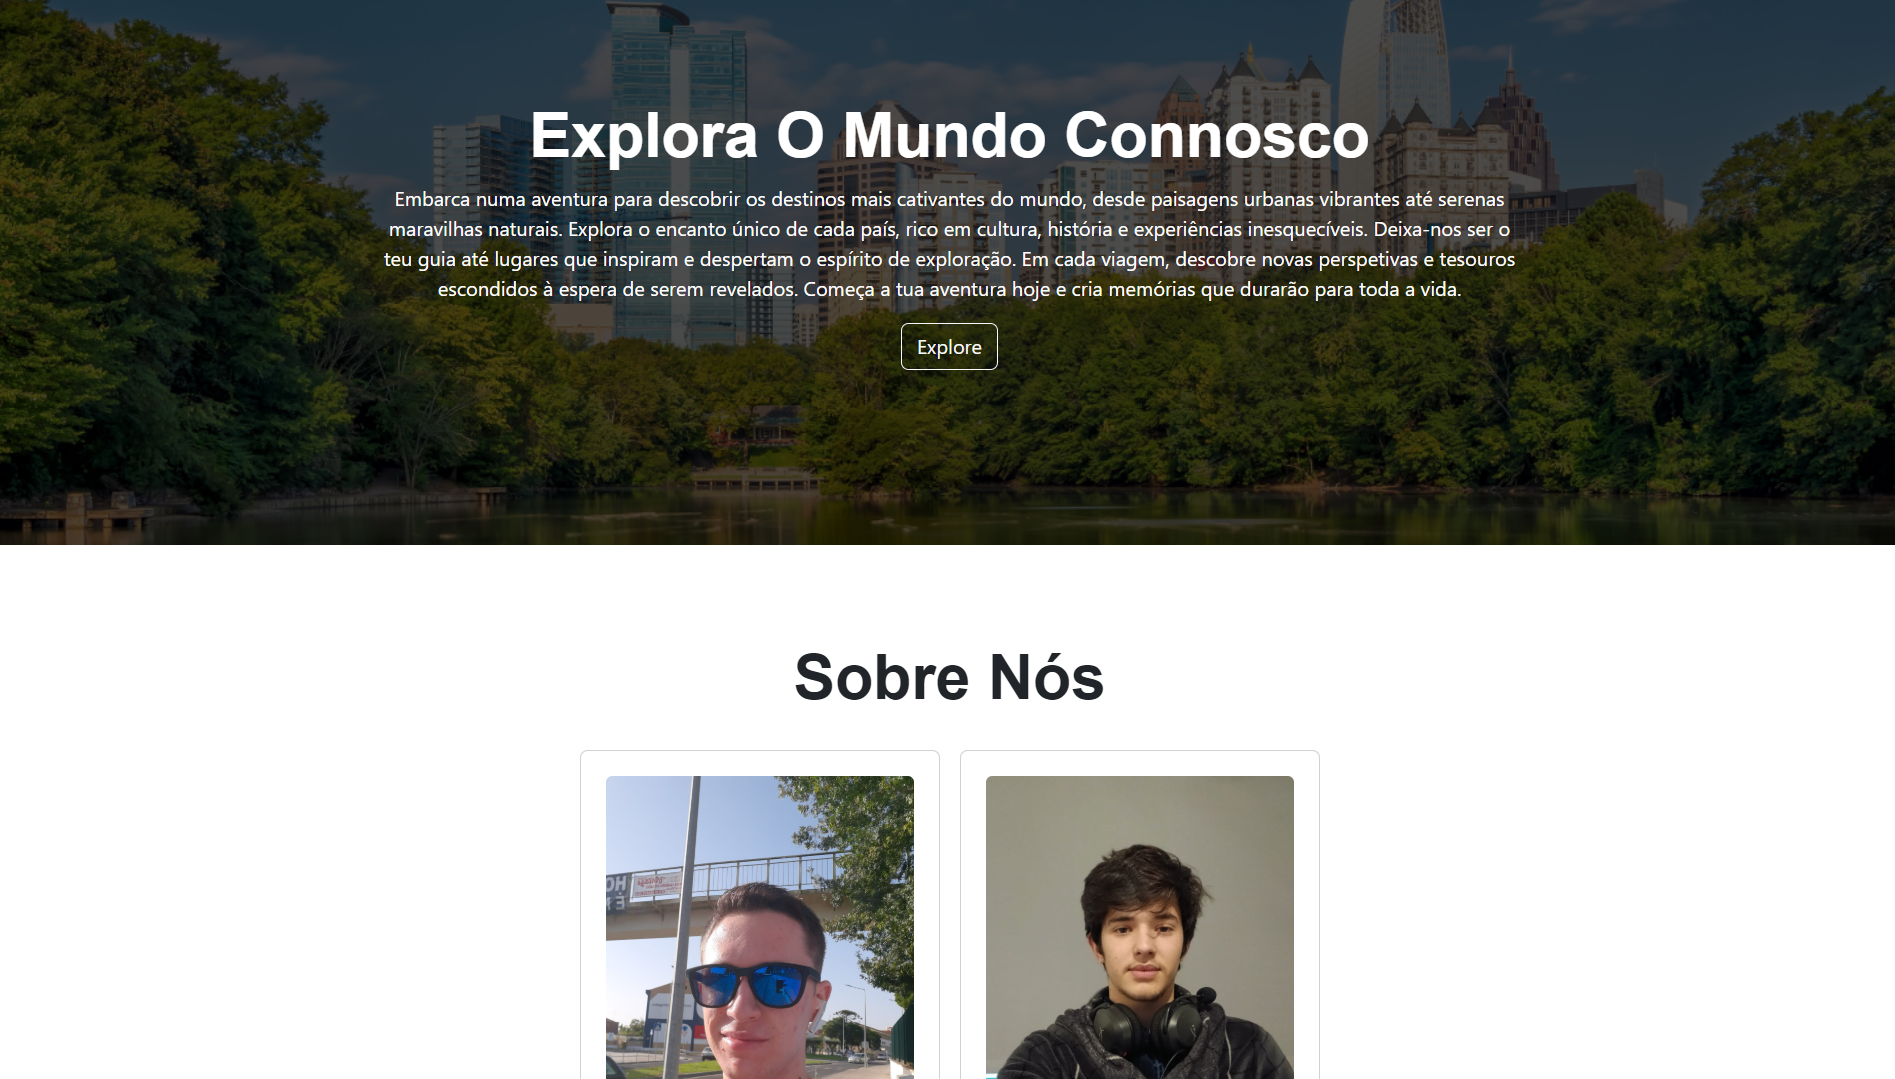 Explora O Mundo Connosco
Embarca numa aventura para descobrir os destinos mais cativantes do mundo, desde paisagens urbanas vibrantes até serenas
maravilhas naturais. Explora o encanto único de cada país, rico em cultura, história e experiências inesquecíveis. Deixa-nos ser o
teu guia até lugares que inspiram e despertam o espírito de exploração. Em cada viagem, descobre novas perspetivas e tesouros
escondidos à espera de serem revelados. Começa a tua aventura hoje e cria memórias que durarão para toda a vida.
Explore
Sobre Nós